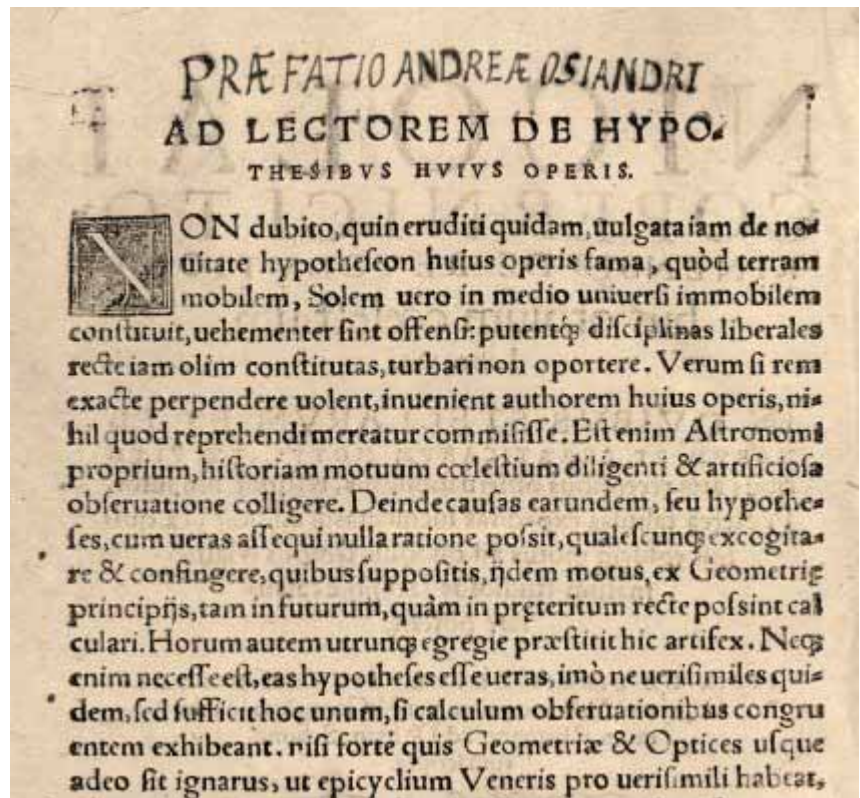 PRÆFATIO ANDREÆ OSIANDRI
AD LECTOREM DE HYPO-
THESIBVS HVIVS OPERIS.
NON dubito, quin eruditi quidam, uulgata iam de no-
uitate hypotheseon huius operis fama, quòd terram
mobilem, Solem uero in medio uniuersi immobilem
constituit, uehementer sint offensi: putentq́; disciplinas liberales
recte iam olim constitutas, turbari non oportere. Verum si rem
exacte perpendere uolent, inuenient authorem huius operis, ni-
hil quod reprehendi mereatur commisisse. Est enim Astronomi
proprium, historiam motuum cœlestium diligenti & artificiosa
obseruatione colligere. Deinde causas earundem, seu hypothe-
ses, cum ueras assequi nulla ratione possit, qualescunq; excogita-
re & confingere, quibus suppositis, ijdem motus, ex Geometrię
principijs, tam in futurum, quàm in pręteritum recte possint cal
culari. Horum autem utrunq; egregie præstitit hic artifex. Neq;
enim necesse est, eas hypotheses esse ueras, imò ne uerisimiles qui-
dem, sed sufficit hoc unum, si calculum obseruationibus congru
entem exhibeant. nisi fortè quis Geometriæ & Optices usque
adeo sit ignarus, ut epicyclium Veneris pro uerisimili habeat,